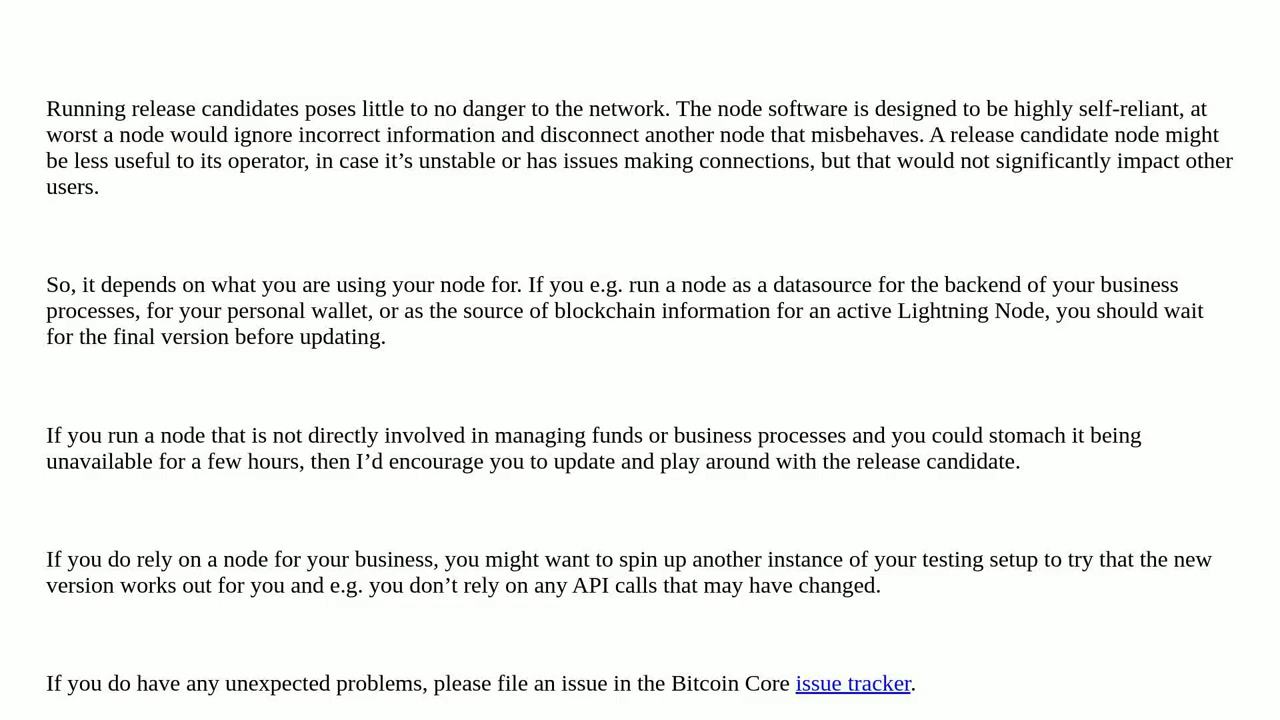 Running release candidates poses little to no danger to the network. The node software is designed to be highly self-reliant, at
worst a node would ignore incorrect information and disconnect another node that misbehaves. A release candidate node might
be less useful to its operator, in case it’s unstable or has issues making connections, but that would not significantly impact other
users.
So, it depends on what you are using your node for. If you e.g. run a node as a datasource for the backend of your business
processes, for your personal wallet, or as the source of blockchain information for an active Lightning Node, you should wait
for the final version before updating.
If you run a node that is not directly involved in managing funds or business processes and you could stomach it being
unavailable for a few hours, then I’d encourage you to update and play around with the release candidate.
If you do rely on a node for your business, you might want to spin up another instance of your testing setup to try that the new
version works out for you and e.g. you don’t rely on any API calls that may have changed.
If you do have any unexpected problems, please file an issue in the Bitcoin Core issue tracker.